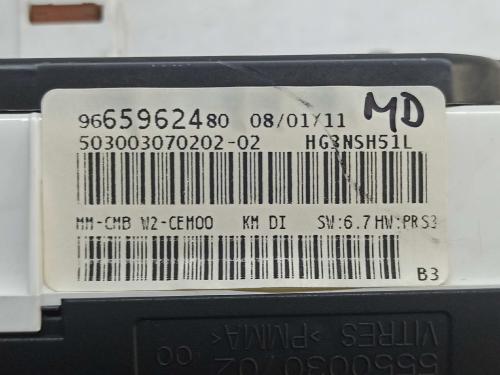 9665962480 08/01/11 MD
503003070202-02 HG3NSH51L
MM-CMB W2-CEM00 KM DI SW:6.7 HW:PRS3
B3
555003070200
VITRES >PMMA<